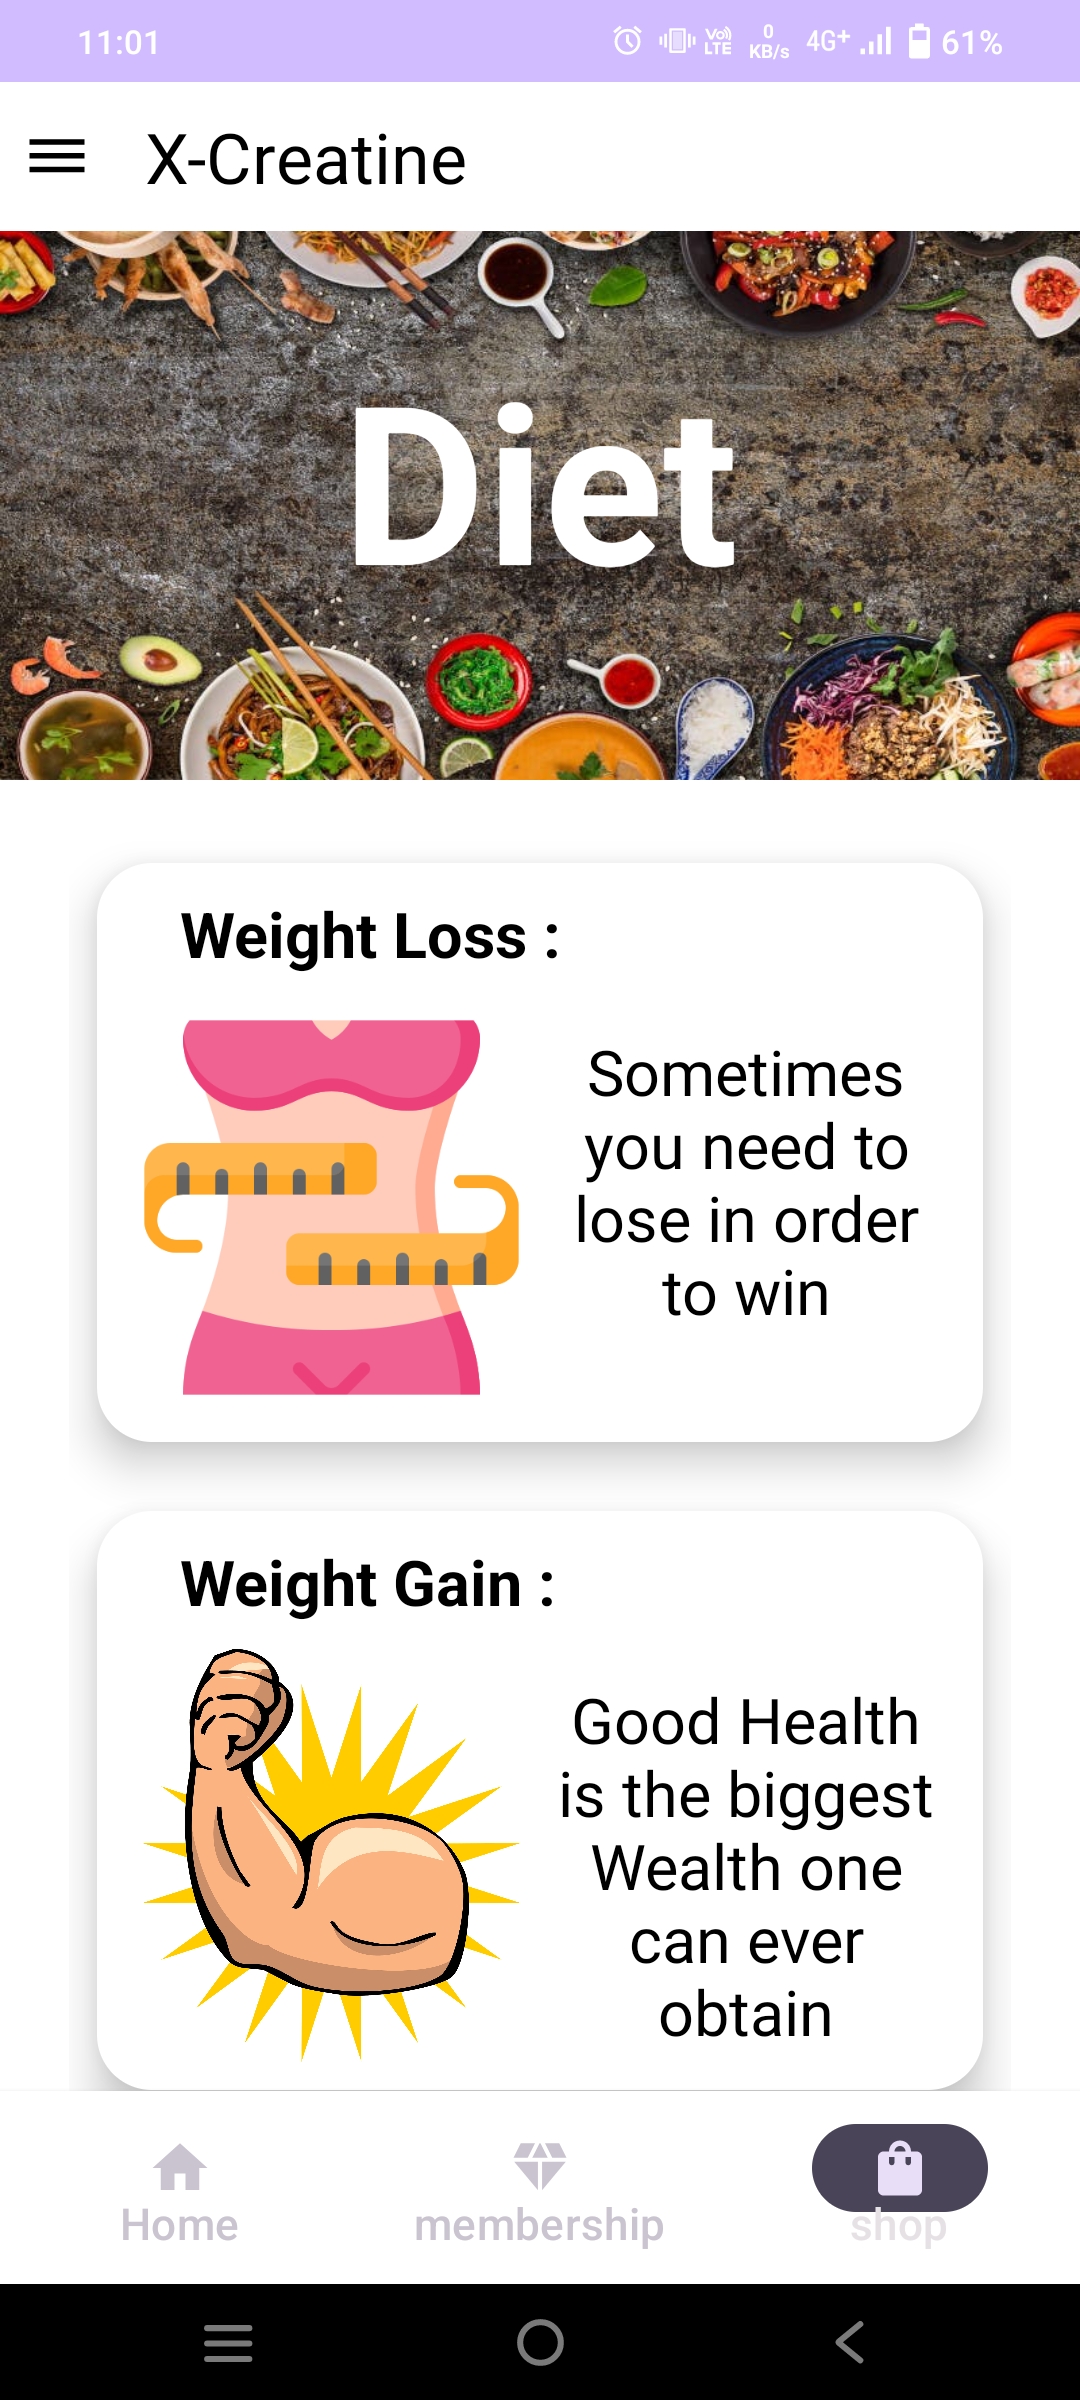 11:01
Vo)) LTE
0 KB/s
4G+
61%
X-Creatine
Diet
Weight Loss :
Sometimes
you need to
lose in order
to win
Weight Gain :
Good Health
is the biggest
Wealth one
can ever
obtain
Home
membership
shop